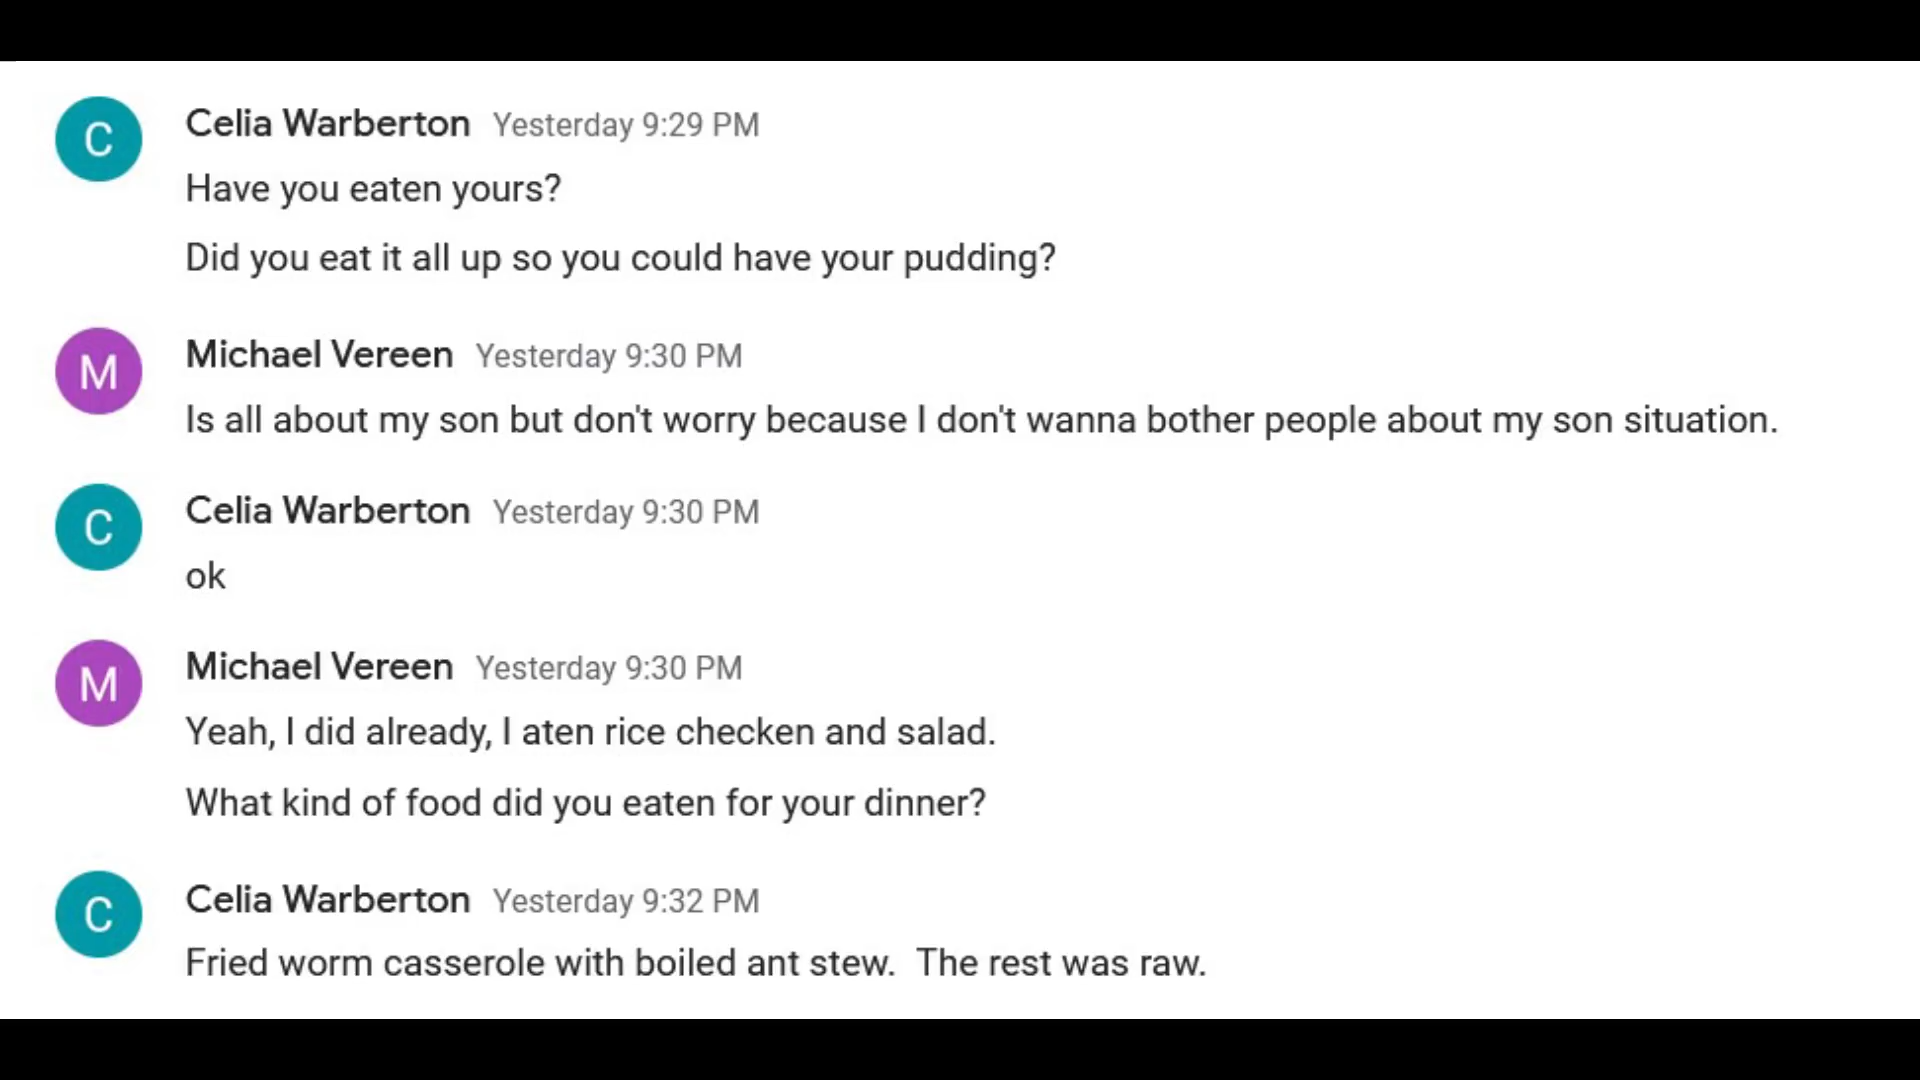 C
Celia Warberton Yesterday 9:29 PM
Have you eaten yours?
Did you eat it all up so you could have your pudding?
M
Michael Vereen Yesterday 9:30 PM
Is all about my son but don't worry because I don't wanna bother people about my son situation.
C
Celia Warberton Yesterday 9:30 PM
ok
M
Michael Vereen Yesterday 9:30 PM
Yeah, I did already, I aten rice checken and salad.
What kind of food did you eaten for your dinner?
C
Celia Warberton Yesterday 9:32 PM
Fried worm casserole with boiled ant stew.  The rest was raw.